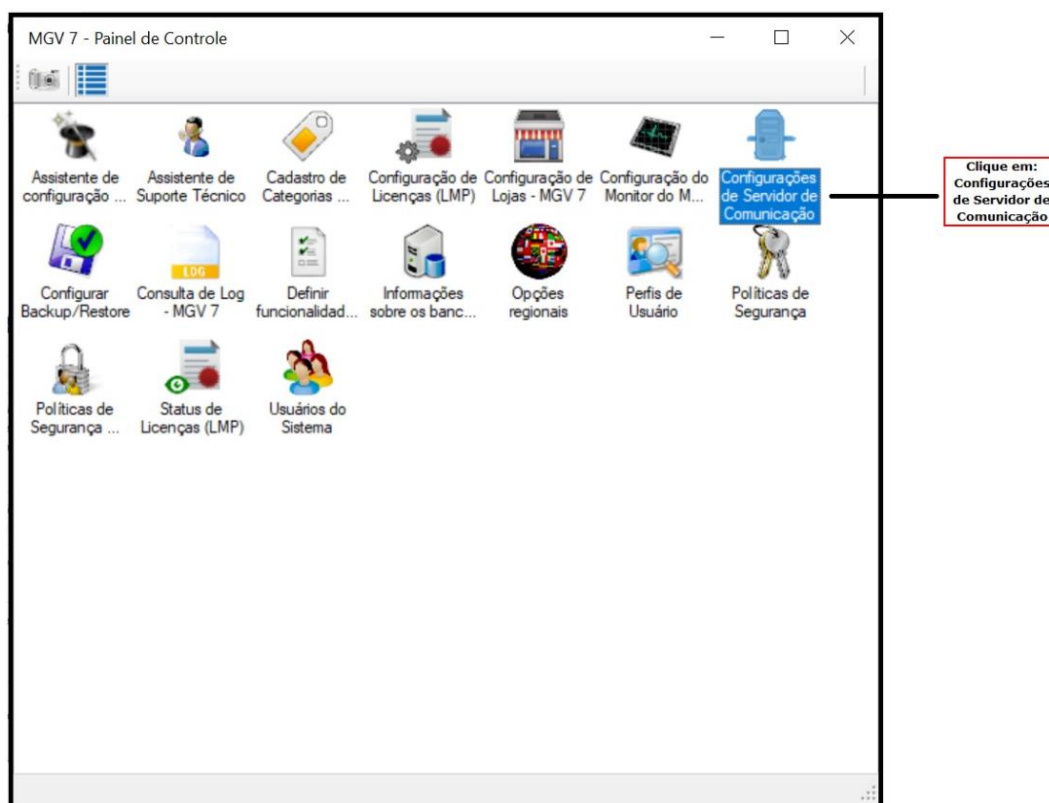 MGV 7 - Painel de Controle
Assistente de
configuração ...
Assistente de
Suporte Técnico
Cadastro de
Categorias ...
Configuração de
Licenças (LMP)
Configuração de
Lojas - MGV 7
Configuração do
Monitor do M...
Configurações
de Servidor de
Comunicação
Clique em:
Configurações
de Servidor de
Comunicação
Configurar
Backup/Restore
LOG
Consulta de Log
- MGV 7
Definir
funcionalidad...
Informações
sobre os banc...
Opções
regionais
Perfis de
Usuário
Políticas de
Segurança
Políticas de
Segurança ...
Status de
Licenças (LMP)
Usuários do
Sistema